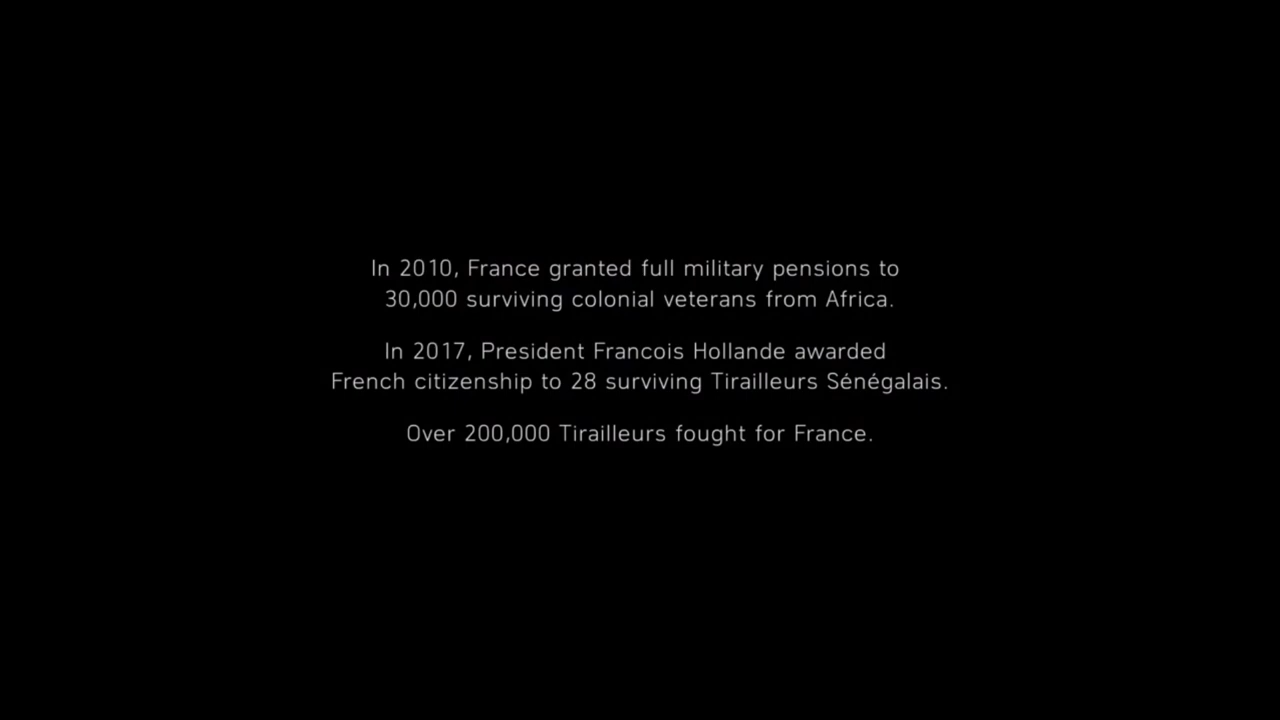 In 2010, France granted full military pensions to
30,000 surviving colonial veterans from Africa.
In 2017, President Francois Hollande awarded
French citizenship to 28 surviving Tirailleurs Sénégalais.
Over 200,000 Tirailleurs fought for France.